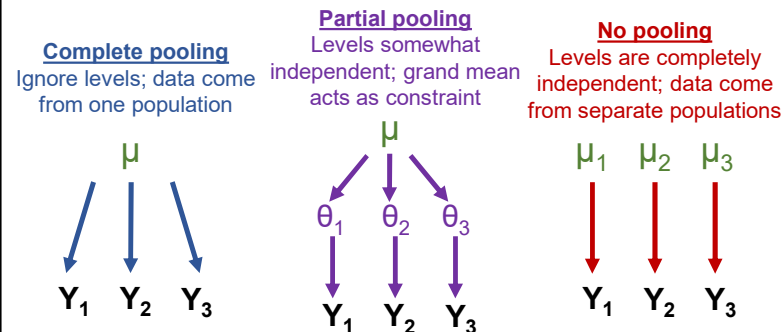 Complete pooling
Ignore levels; data come
from one population
μ
Y1 Y2 Y3
Partial pooling
Levels somewhat
independent; grand mean
acts as constraint
μ
θ1 θ2 θ3
Y1 Y2 Y3
No pooling
Levels are completely
independent; data come
from separate populations
μ1 μ2 μ3
Y1 Y2 Y3